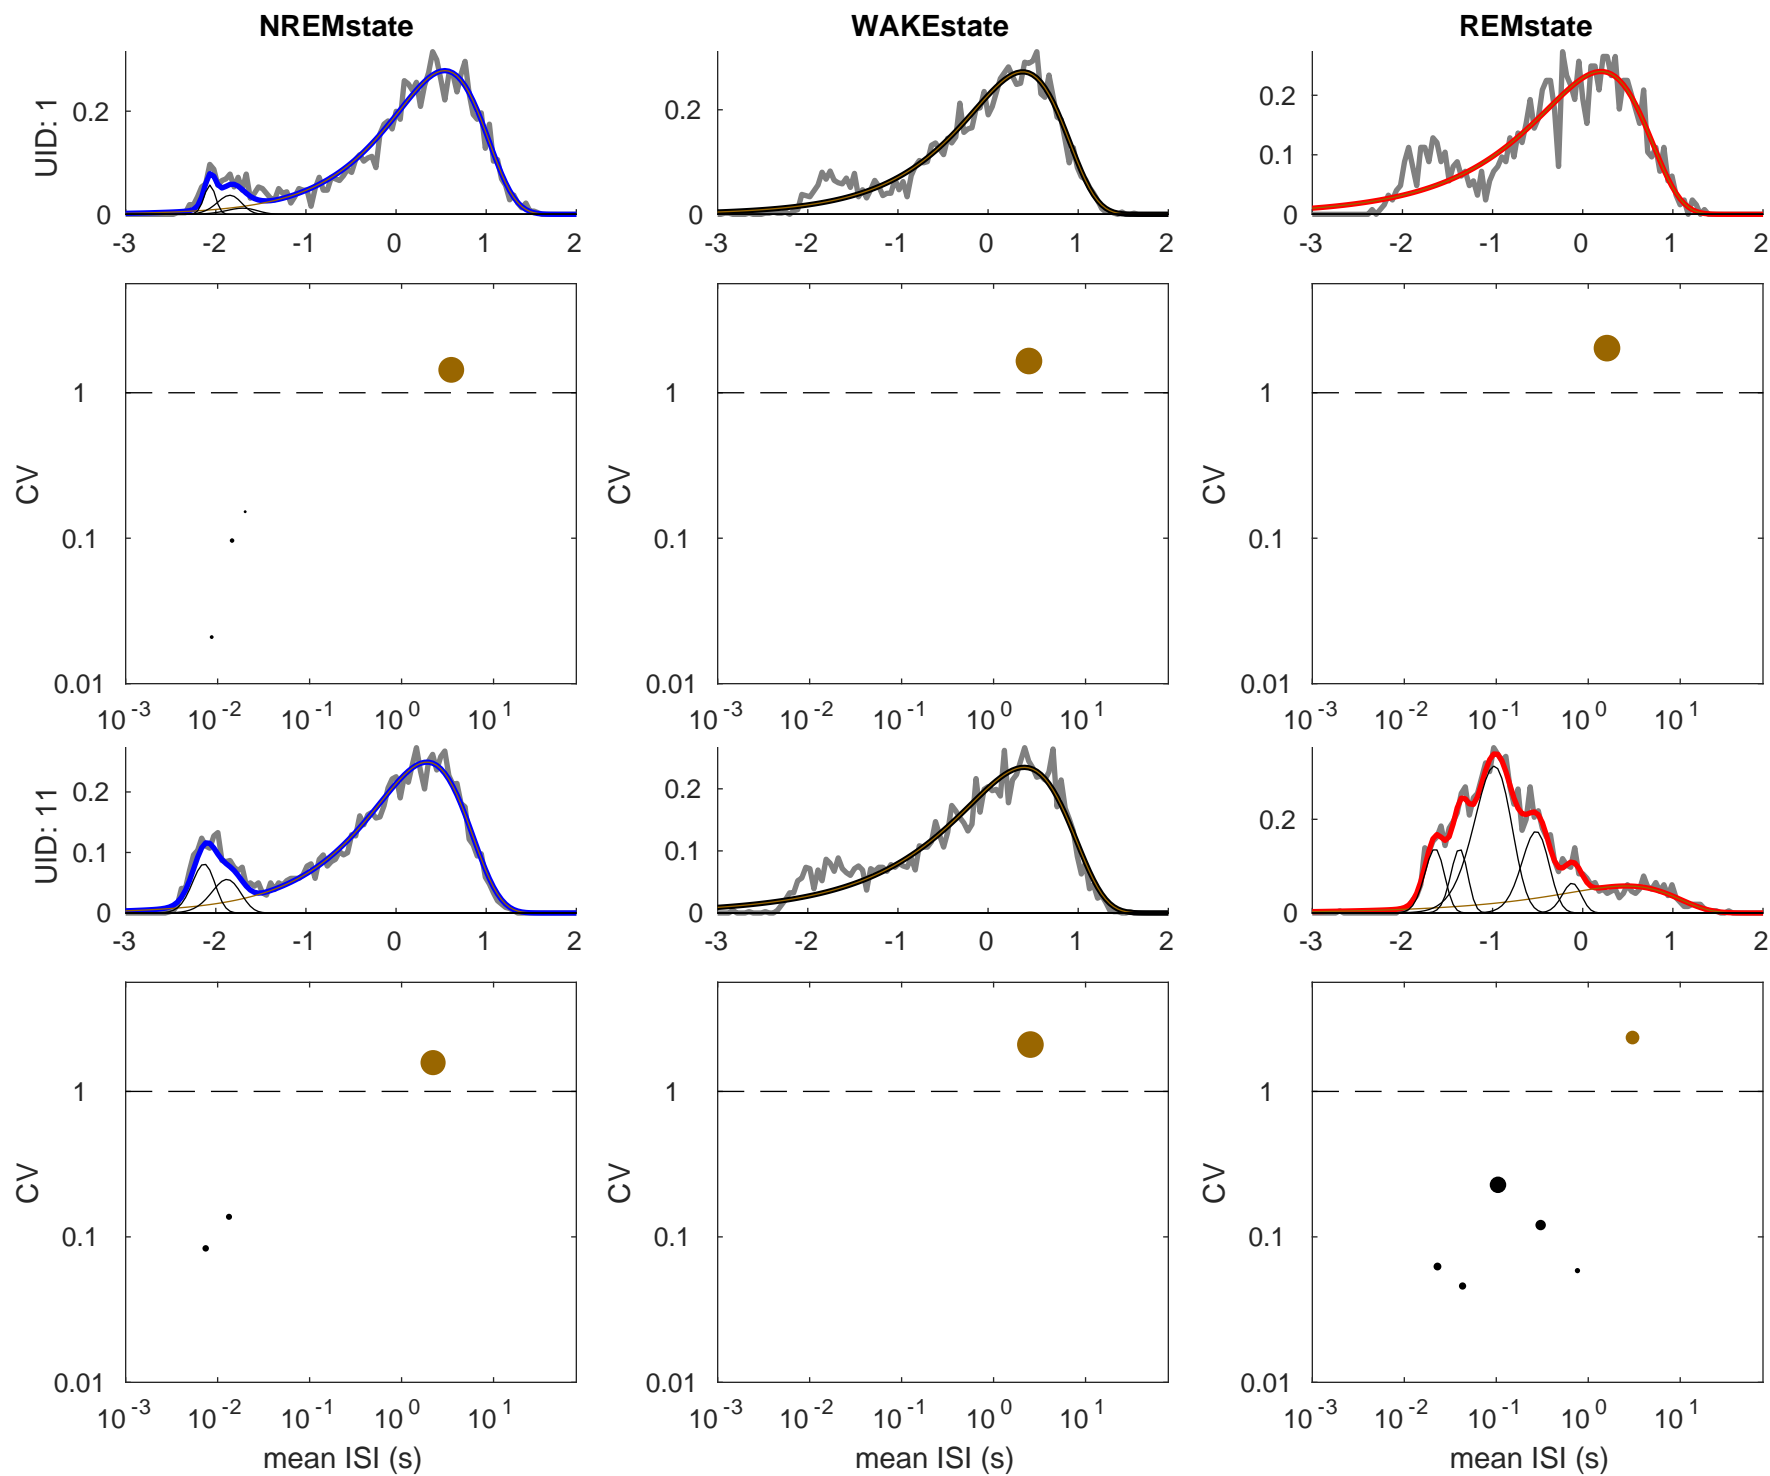 NREMstate WAKEstate REMstate
UID: 1
0.2 0.2 0.2
0.1
0 0 0
-3 -2 -1 0 1 2 -3 -2 -1 0 1 2 -3 -2 -1 0 1 2
CV CV CV
1 1 1
0.1 0.1 0.1
0.01 0.01 0.01
10^-3 10^-2 10^-1 10^0 10^1 10^-3 10^-2 10^-1 10^0 10^1 10^-3 10^-2 10^-1 10^0 10^1
UID: 11
0.2 0.2 0.2
0.1 0.1
0 0 0
-3 -2 -1 0 1 2 -3 -2 -1 0 1 2 -3 -2 -1 0 1 2
CV CV CV
1 1 1
0.1 0.1 0.1
0.01 0.01 0.01
10^-3 10^-2 10^-1 10^0 10^1 10^-3 10^-2 10^-1 10^0 10^1 10^-3 10^-2 10^-1 10^0 10^1
mean ISI (s) mean ISI (s) mean ISI (s)